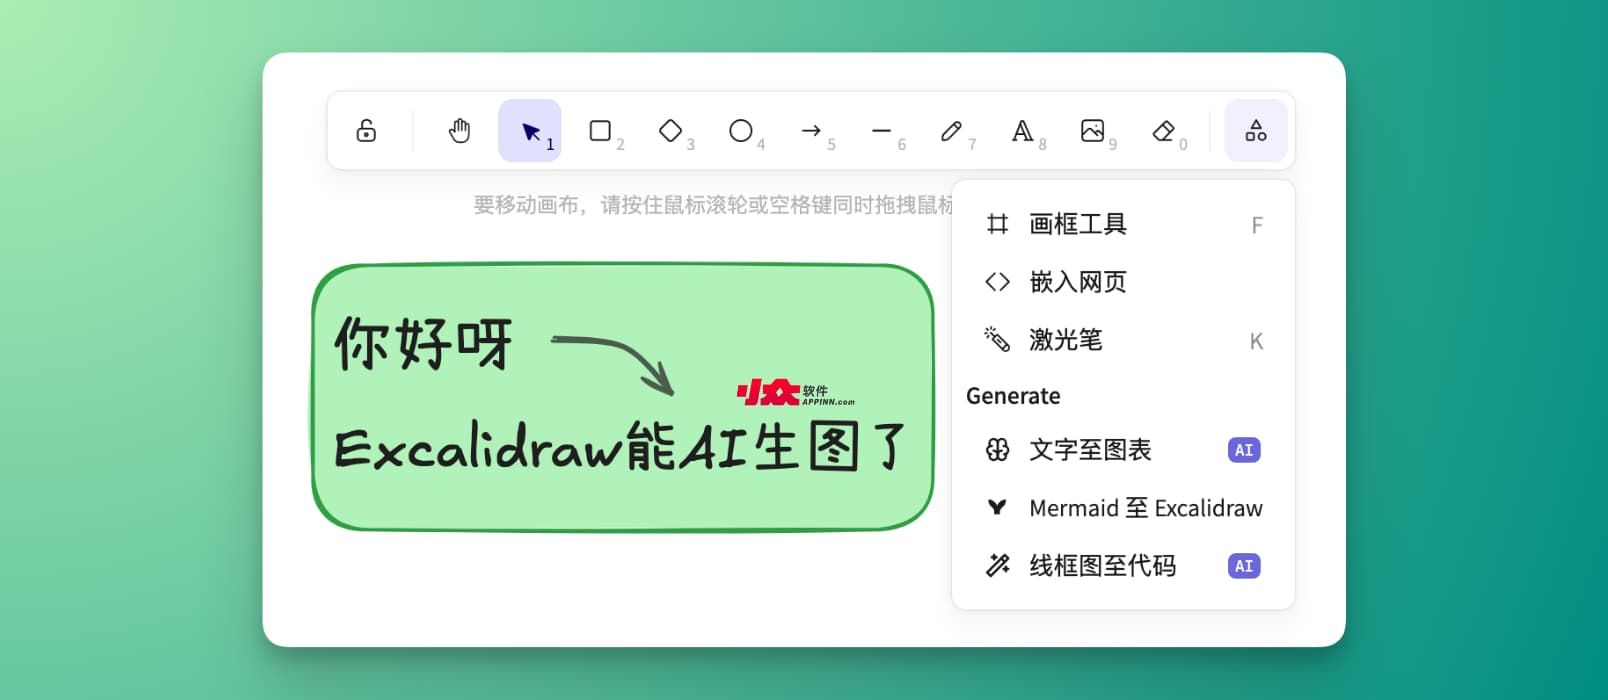 1 2 3 4 5 6 7 8 9 0
要移动画布，请按住鼠标滚轮或空格键同时拖拽鼠标
画框工具 F
嵌入网页
激光笔 K
Generate
文字至图表 AI
Mermaid 至 Excalidraw
线框图至代码 AI
你好呀
小众软件
APPINN.com
Excalidraw能AI生图了